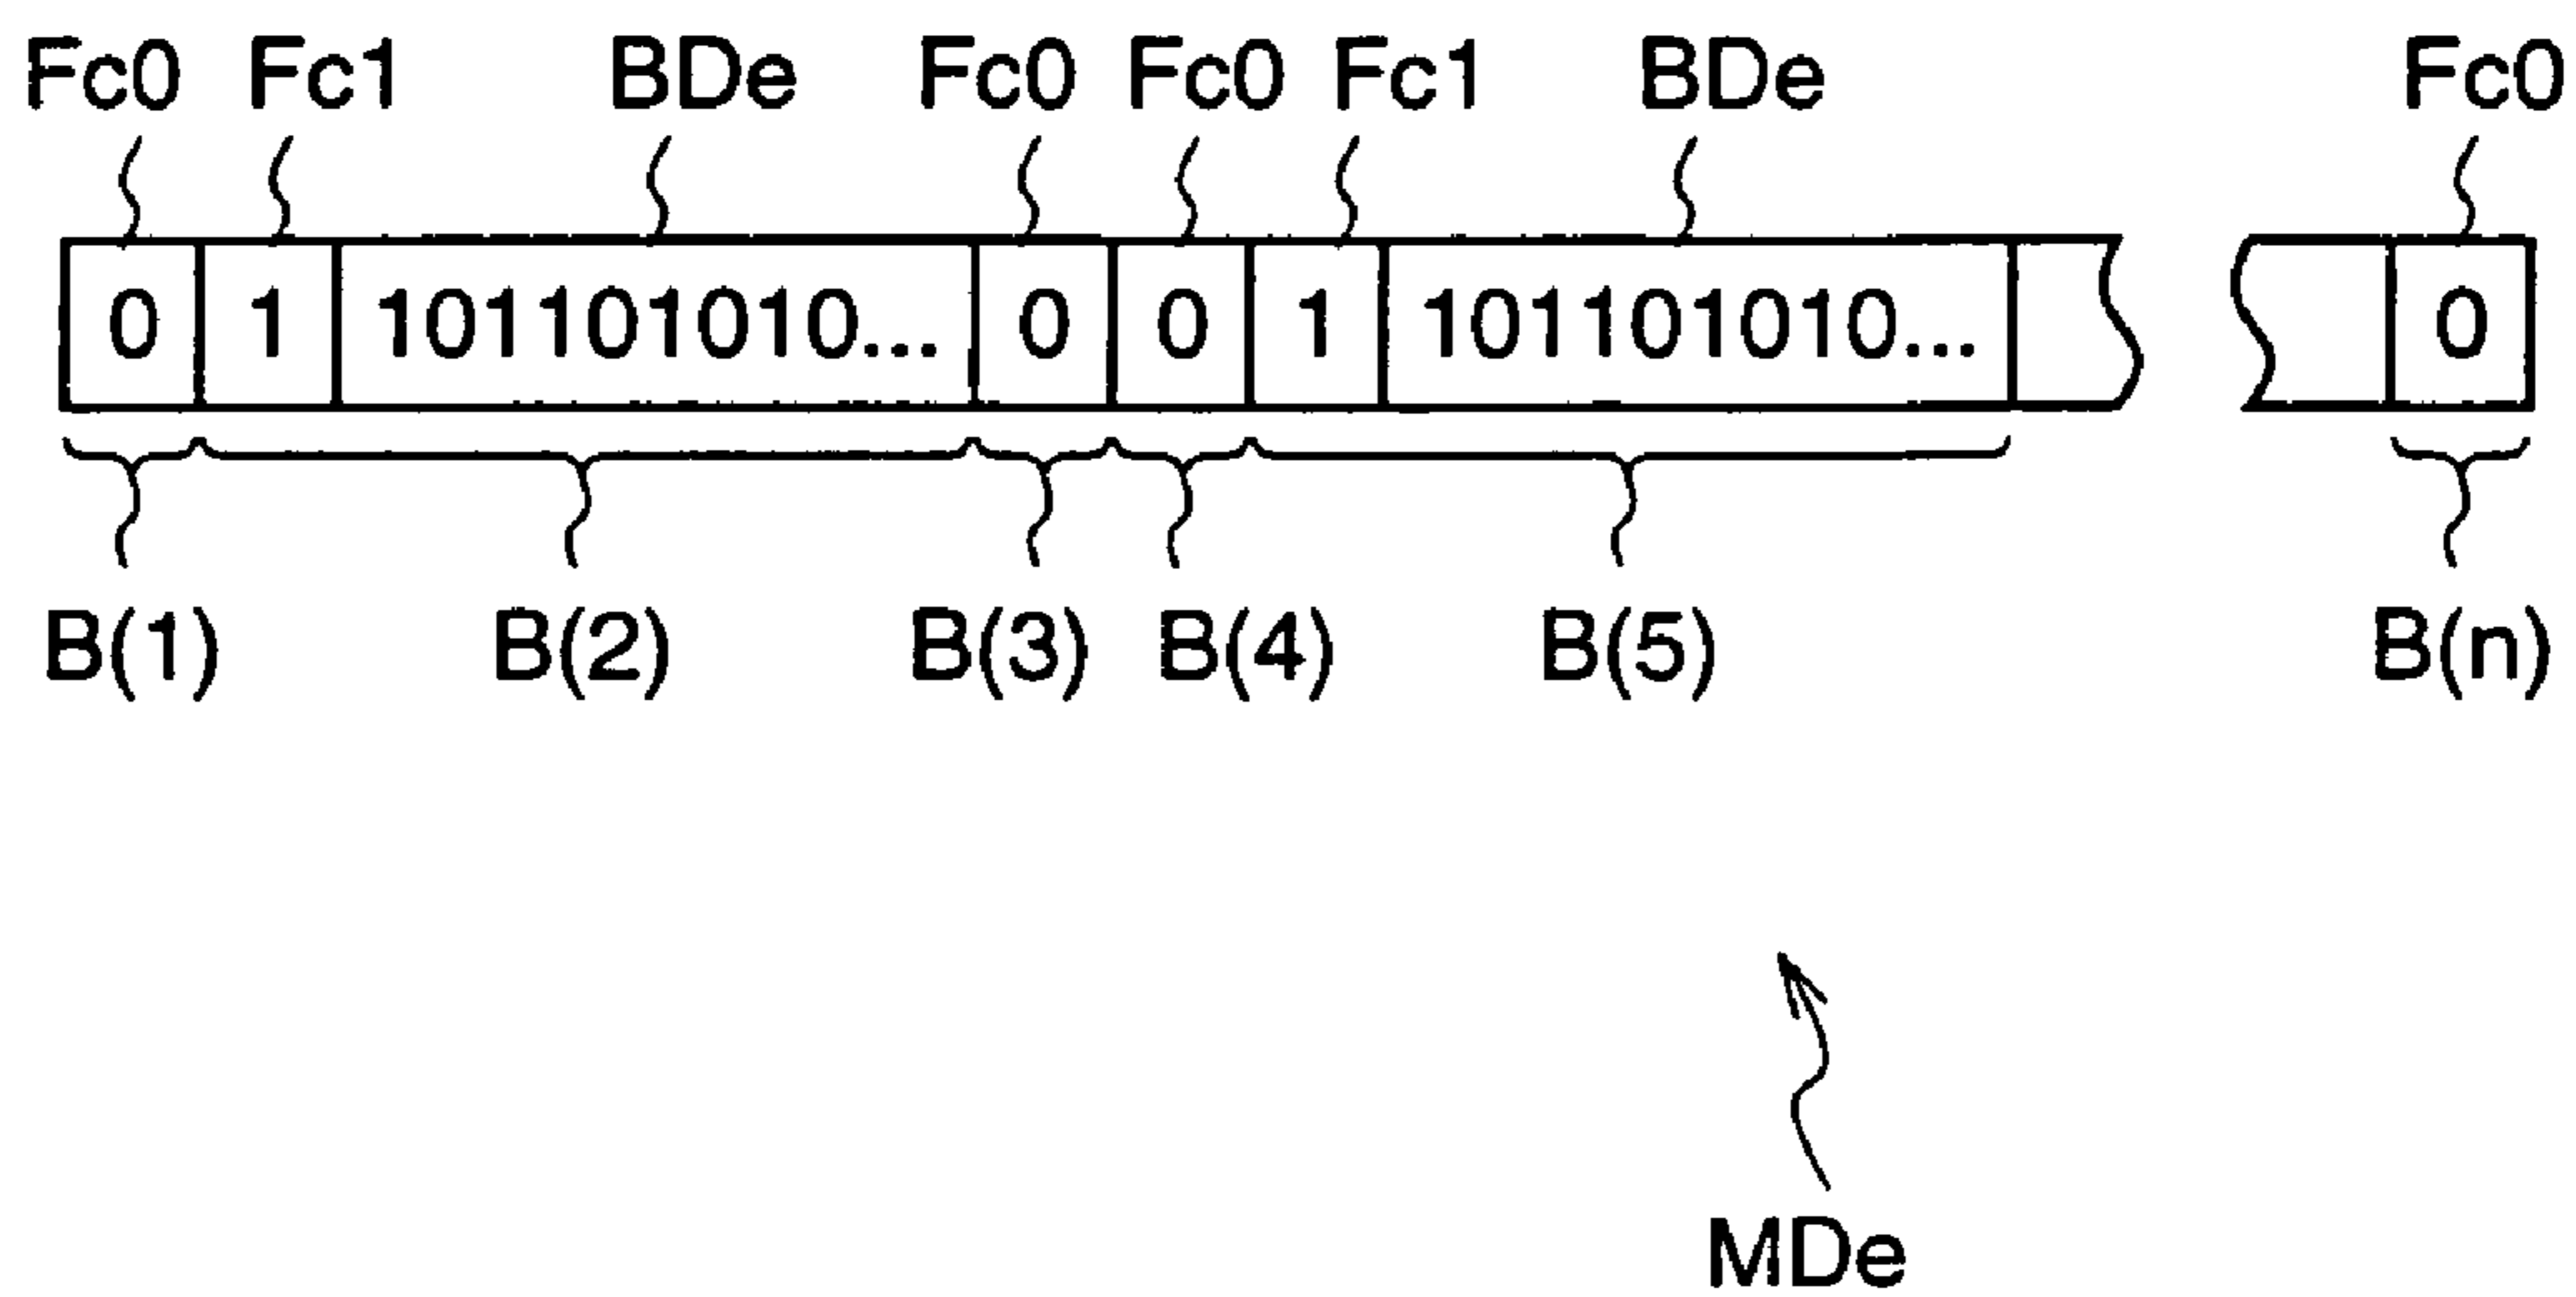 Fc0 Fc1 BDe Fc0 Fc0 Fc1 BDe Fc0
0 1 101101010... 0 0 1 101101010... 0
B(1) B(2) B(3) B(4) B(5) B(n)
MDe